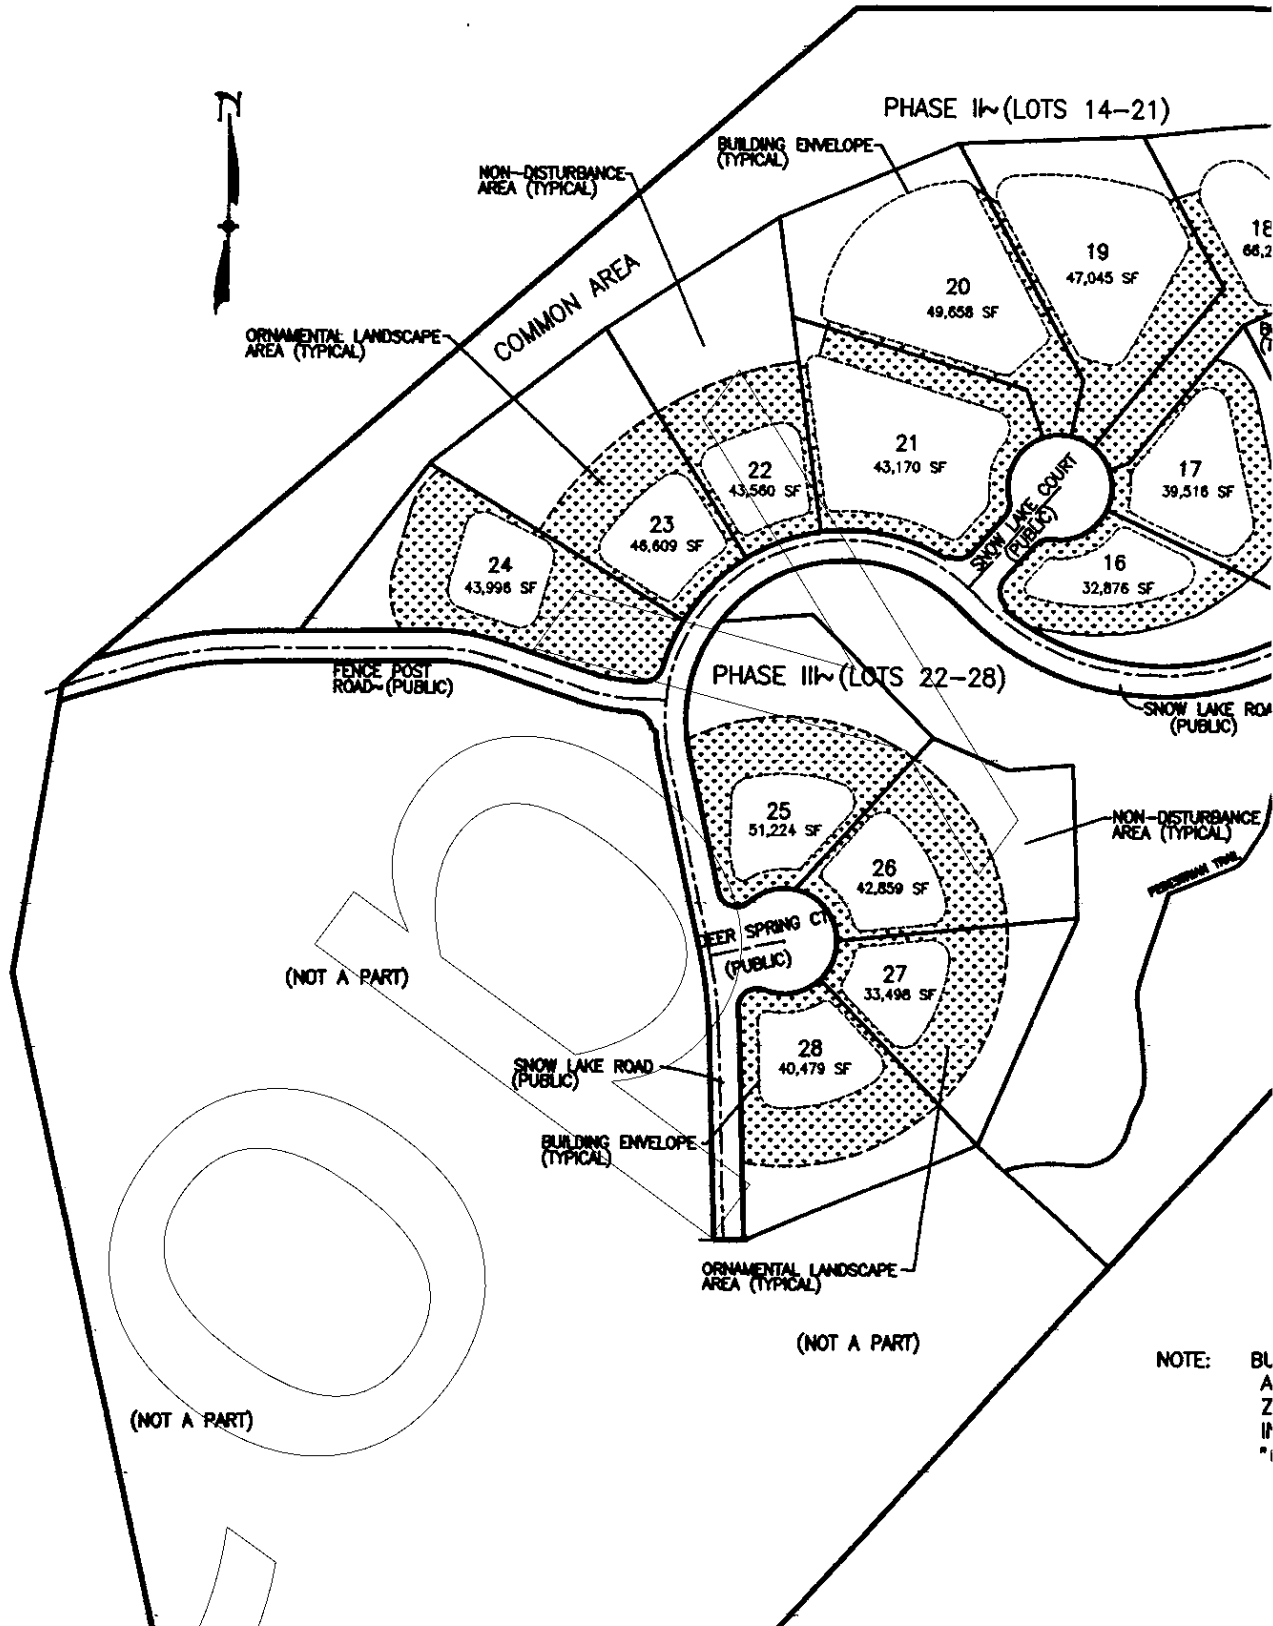 N
PHASE II~(LOTS 14-21)
BUILDING ENVELOPE
(TYPICAL)
NON-DISTURBANCE
AREA (TYPICAL)
COMMON AREA
ORNAMENTAL LANDSCAPE
AREA (TYPICAL)
18
19
47,045 SF
20
49,658 SF
21
43,170 SF
22
43,560 SF
17
39,516 SF
SNOW LAKE COURT
(PUBLIC)
23
46,609 SF
24
43,996 SF
16
32,876 SF
FENCE POST
ROAD~(PUBLIC)
PHASE III~(LOTS 22-28)
SNOW LAKE
(PUBLIC)
25
51,224 SF
NON-DISTURBANCE
AREA (TYPICAL)
26
42,859 SF
PEDESTRIAN TRAIL
DEER SPRING CT
(PUBLIC)
(NOT A PART)
27
33,498 SF
28
40,479 SF
SNOW LAKE ROAD
(PUBLIC)
BUILDING ENVELOPE
(TYPICAL)
ORNAMENTAL LANDSCAPE
AREA (TYPICAL)
(NOT A PART)
NOTE:
(NOT A PART)